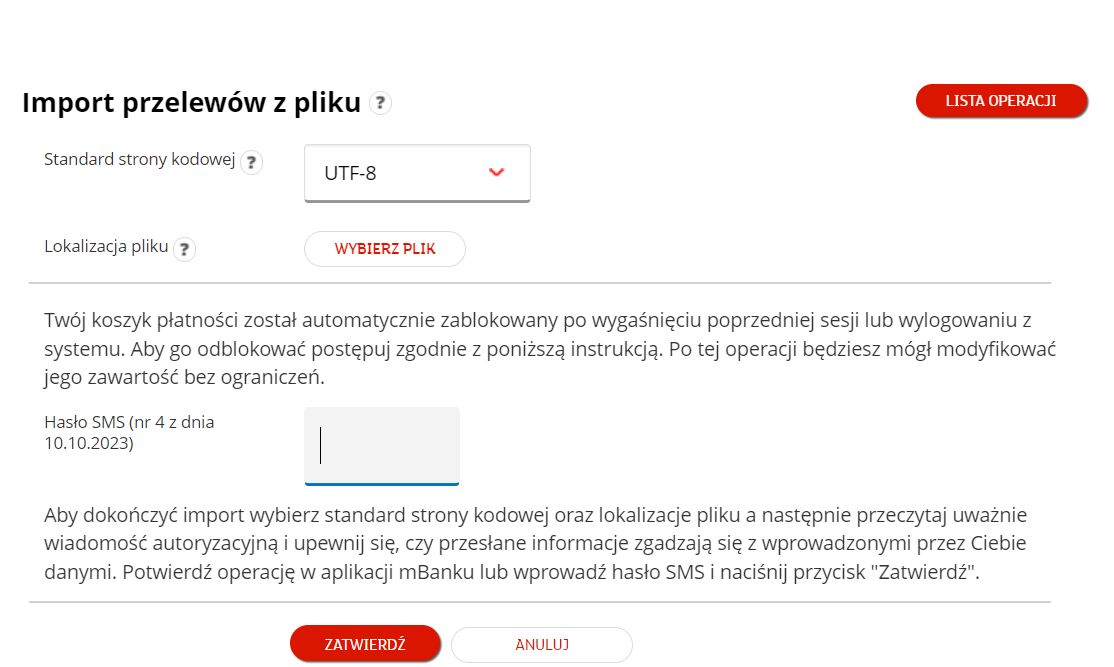 Import przelewów z pliku ?
LISTA OPERACJI
Standard strony kodowej ?
UTF-8
Lokalizacja pliku ?
WYBIERZ PLIK
Twój koszyk płatności został automatycznie zablokowany po wygaśnięciu poprzedniej sesji lub wylogowaniu z
systemu. Aby go odblokować postępuj zgodnie z poniższą instrukcją. Po tej operacji będziesz mógł modyfikować
jego zawartość bez ograniczeń.
Hasło SMS (nr 4 z dnia
10.10.2023)
Aby dokończyć import wybierz standard strony kodowej oraz lokalizacje pliku a następnie przeczytaj uważnie
wiadomość autoryzacyjną i upewnij się, czy przesłane informacje zgadzają się z wprowadzonymi przez Ciebie
danymi. Potwierdź operację w aplikacji mBanku lub wprowadź hasło SMS i naciśnij przycisk "Zatwierdź".
ZATWIERDŹ
ANULUJ